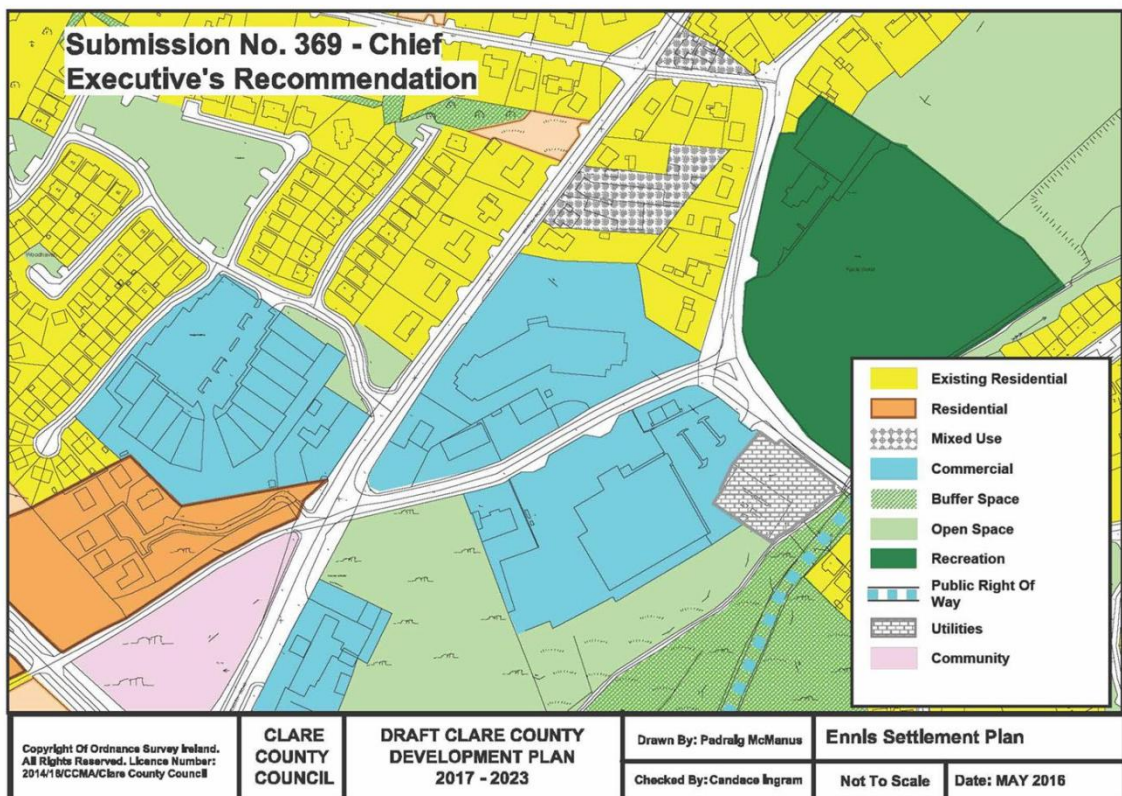 Submission No. 369 - Chief
Executive's Recommendation
Existing Residential
Residential
Mixed Use
Commercial
Buffer Space
Open Space
Recreation
Public Right Of
Way
Utilities
Community
Copyright Of Ordnance Survey Ireland.
All Rights Reserved. Licence Number:
2014/16/CCMA/Clare County Council
CLARE
COUNTY
COUNCIL
DRAFT CLARE COUNTY
DEVELOPMENT PLAN
2017 - 2023
Drawn By: Padraig McManus
Checked By: Candace Ingram
Ennis Settlement Plan
Not To Scale
Date: MAY 2016